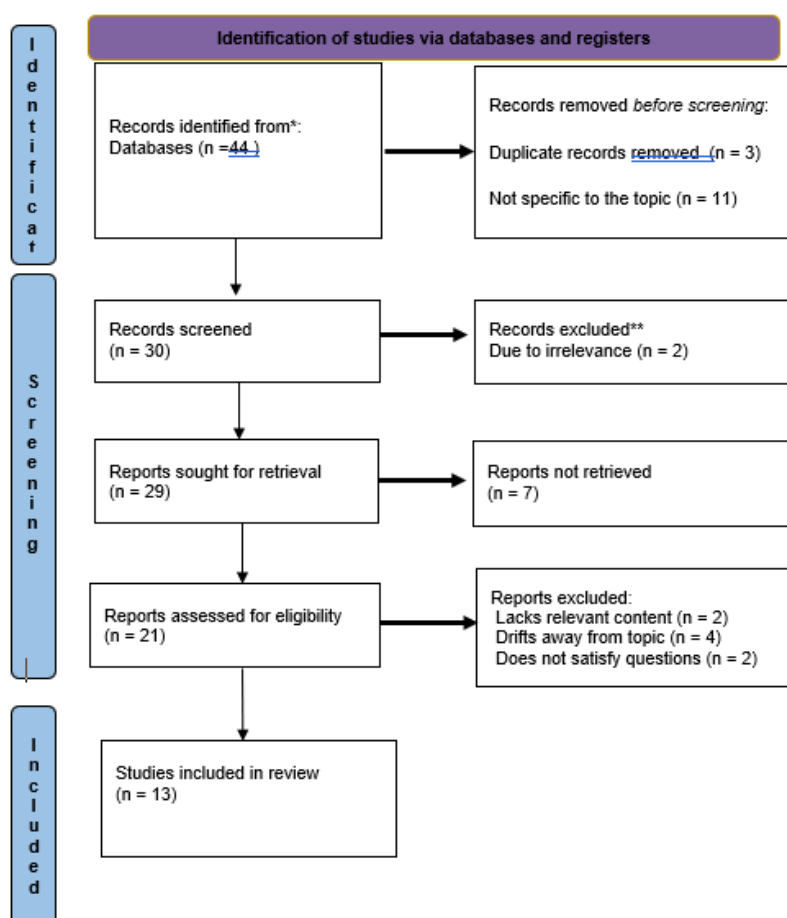 Identification of studies via databases and registers
Identificat
Records identified from*:
Databases (n =44 )
Records removed before screening:
Duplicate records removed  (n = 3)
Not specific to the topic (n = 11)
Screening
Records screened
(n = 30)
Records excluded**
Due to irrelevance (n = 2)
Reports sought for retrieval
(n = 29)
Reports not retrieved
(n = 7)
Reports assessed for eligibility
(n = 21)
Reports excluded:
Lacks relevant content (n = 2)
Drifts away from topic (n = 4)
Does not satisfy questions (n = 2)
Included
Studies included in review
(n = 13)